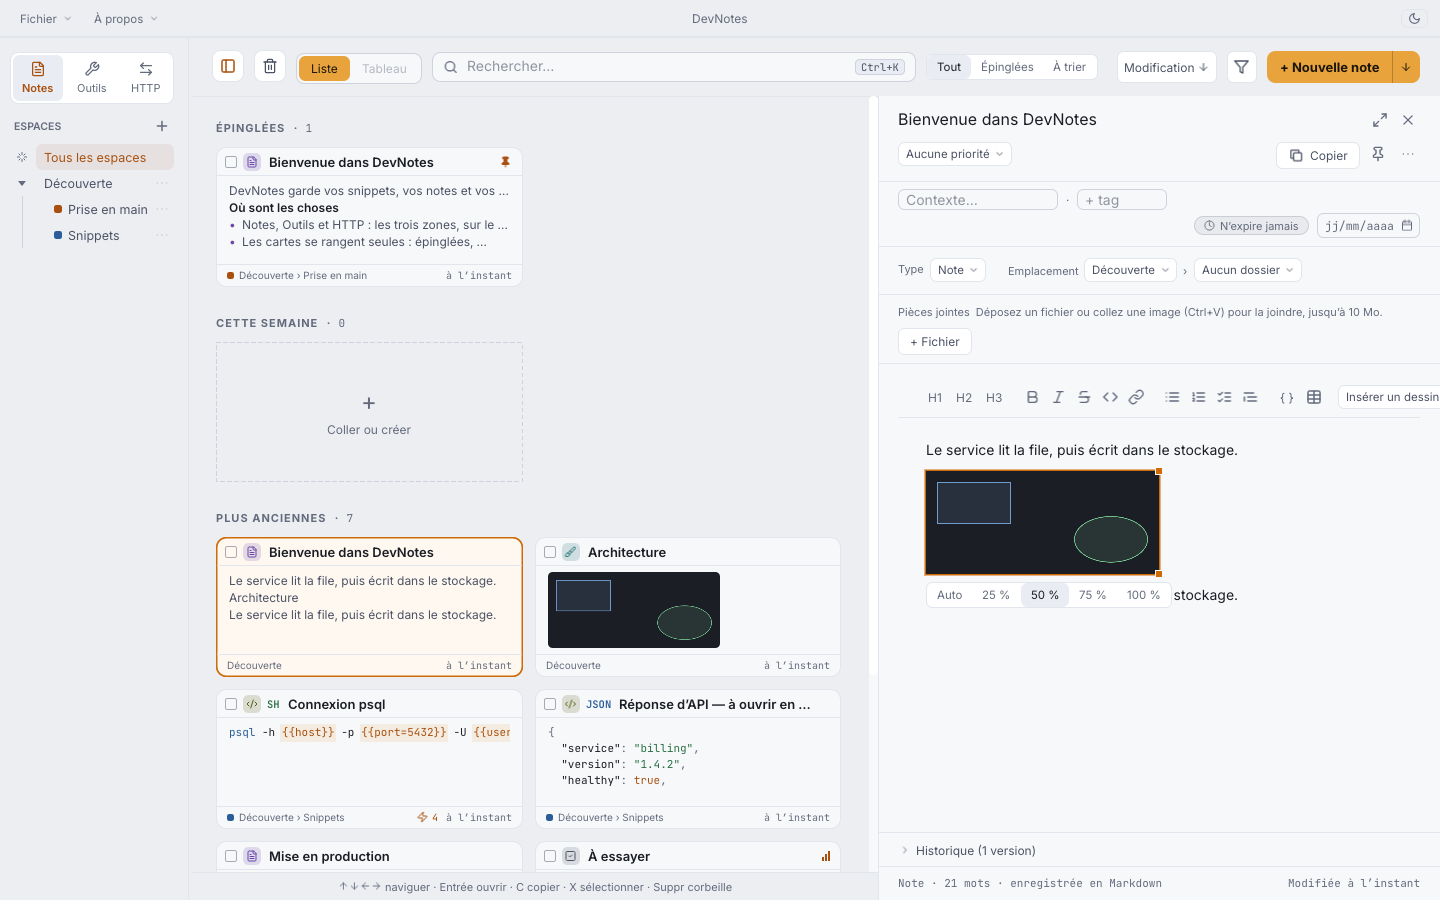 Fichier
À propos
DevNotes
Notes
Outils
HTTP
Liste
Tableau
Rechercher...
Ctrl+K
Tout
Épinglées
À trier
Modification ↓
+ Nouvelle note
↓
ESPACES
Tous les espaces
Découverte
Prise en main
Snippets
ÉPINGLÉES · 1
Bienvenue dans DevNotes
DevNotes garde vos snippets, vos notes et vos ...
Où sont les choses
• Notes, Outils et HTTP : les trois zones, sur le ...
• Les cartes se rangent seules : épinglées, ...
Découverte › Prise en main
à l’instant
CETTE SEMAINE · 0
+
Coller ou créer
PLUS ANCIENNES · 7
Bienvenue dans DevNotes
Le service lit la file, puis écrit dans le stockage.
Architecture
Le service lit la file, puis écrit dans le stockage.
Découverte
à l’instant
Architecture
Découverte
à l’instant
SH Connexion psql
psql -h {{host}} -p {{port=5432}} -U {{user
Découverte › Snippets
4 à l’instant
JSON Réponse d’API — à ouvrir en ...
{
"service": "billing",
"version": "1.4.2",
"healthy": true,
Découverte › Snippets
à l’instant
Mise en production
À essayer
↑↓←→ naviguer · Entrée ouvrir · C copier · X sélectionner · Suppr corbeille
Bienvenue dans DevNotes
Aucune priorité
Copier
...
Contexte...
·
+ tag
N’expire jamais
jj/mm/aaaa
Type
Note
Emplacement
Découverte
›
Aucun dossier
Pièces jointes Déposez un fichier ou collez une image (Ctrl+V) pour la joindre, jusqu’à 10 Mo.
+ Fichier
H1 H2 H3 B I S <> { }
Insérer un dessin
Le service lit la file, puis écrit dans le stockage.
Auto 25 % 50 % 75 % 100 %
stockage.
Historique (1 version)
Note · 21 mots · enregistrée en Markdown
Modifiée à l’instant